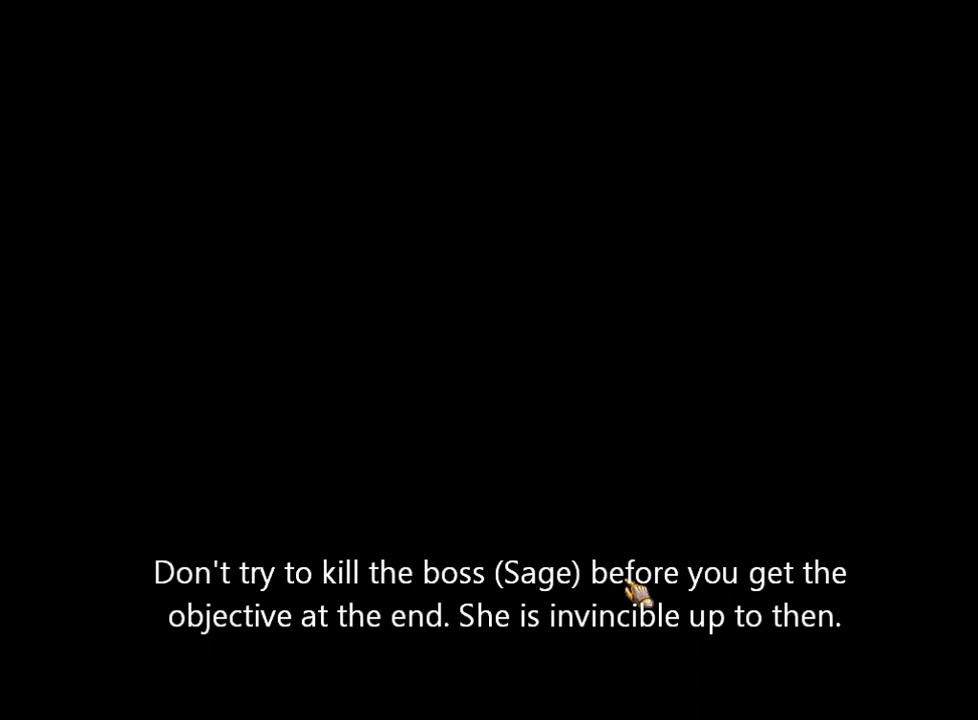 Don't try to kill the boss (Sage) before you get the
objective at the end. She is invincible up to then.